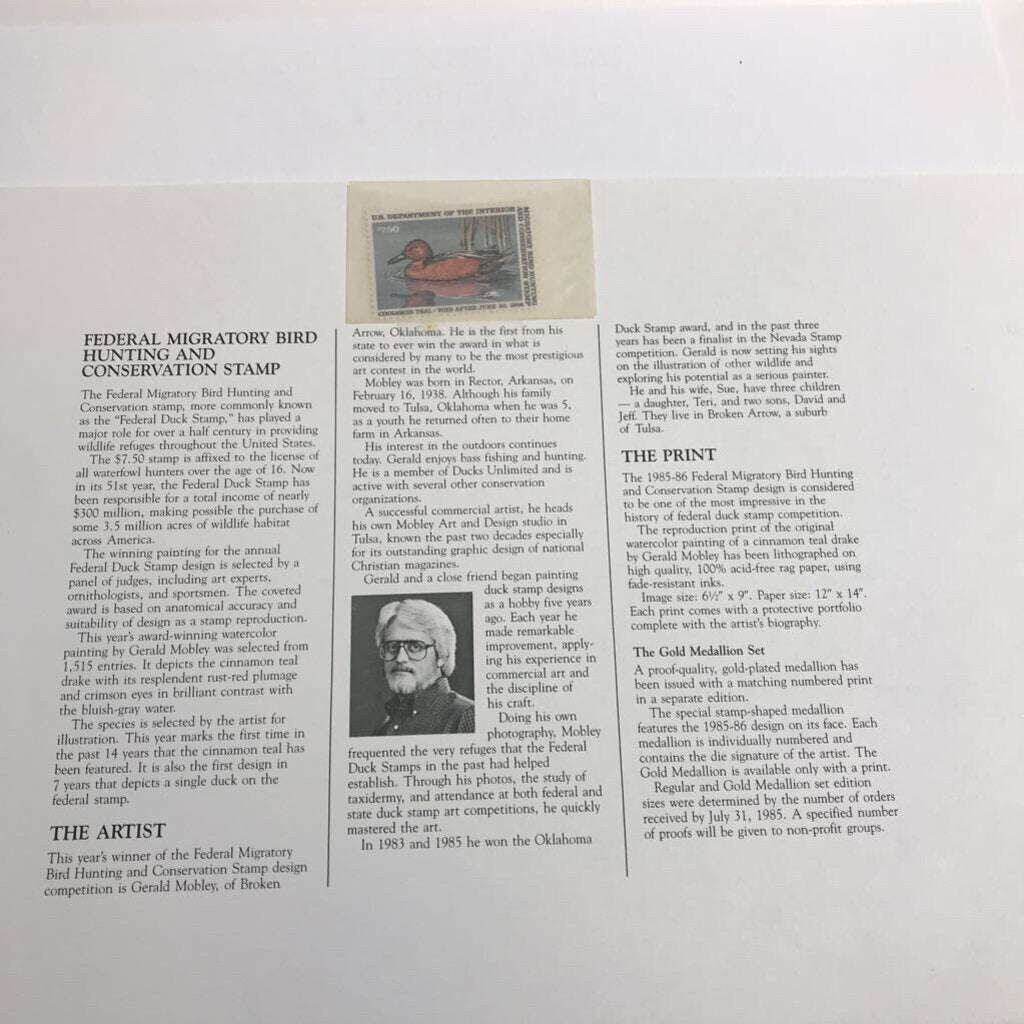 U.S. DEPARTMENT OF THE INTERIOR
$7.50
MIGRATORY BIRD HUNTING
AND CONSERVATION STAMP
CINNAMON TEAL - VOID AFTER JUNE 30, 1986
FEDERAL MIGRATORY BIRD
HUNTING AND
CONSERVATION STAMP
The Federal Migratory Bird Hunting and
Conservation stamp, more commonly known
as the "Federal Duck Stamp," has played a
major role for over a half century in providing
wildlife refuges throughout the United States.
The $7.50 stamp is affixed to the license of
all waterfowl hunters over the age of 16. Now
in its 51st year, the Federal Duck Stamp has
been responsible for a total income of nearly
$300 million, making possible the purchase of
some 3.5 million acres of wildlife habitat
across America.
The winning painting for the annual
Federal Duck Stamp design is selected by a
panel of judges, including art experts,
ornithologists, and sportsmen. The coveted
award is based on anatomical accuracy and
suitability of design as a stamp reproduction.
This year's award-winning watercolor
painting by Gerald Mobley was selected from
1,515 entries. It depicts the cinnamon teal
drake with its resplendent rust-red plumage
and crimson eyes in brilliant contrast with
the bluish-gray water.
The species is selected by the artist for
illustration. This year marks the first time in
the past 14 years that the cinnamon teal has
been featured. It is also the first design in
7 years that depicts a single duck on the
federal stamp.
THE ARTIST
This year's winner of the Federal Migratory
Bird Hunting and Conservation Stamp design
competition is Gerald Mobley, of Broken
Arrow, Oklahoma. He is the first from his
state to ever win the award in what is
considered by many to be the most prestigious
art contest in the world.
Mobley was born in Rector, Arkansas, on
February 16, 1938. Although his family
moved to Tulsa, Oklahoma when he was 5,
as a youth he returned often to their home
farm in Arkansas.
His interest in the outdoors continues
today. Gerald enjoys bass fishing and hunting.
He is a member of Ducks Unlimited and is
active with several other conservation
organizations.
A successful commercial artist, he heads
his own Mobley Art and Design studio in
Tulsa, known the past two decades especially
for its outstanding graphic design of national
Christian magazines.
Gerald and a close friend began painting
duck stamp designs
as a hobby five years
ago. Each year he
made remarkable
improvement, apply-
ing his experience in
commercial art and
the discipline of
his craft.
Doing his own
photography, Mobley
frequented the very refuges that the Federal
Duck Stamps in the past had helped
establish. Through his photos, the study of
taxidermy, and attendance at both federal and
state duck stamp art competitions, he quickly
mastered the art.
In 1983 and 1985 he won the Oklahoma
Duck Stamp award, and in the past three
years has been a finalist in the Nevada Stamp
competition. Gerald is now setting his sights
on the illustration of other wildlife and
exploring his potential as a serious painter.
He and his wife, Sue, have three children
— a daughter, Teri, and two sons, David and
Jeff. They live in Broken Arrow, a suburb
of Tulsa.
THE PRINT
The 1985-86 Federal Migratory Bird Hunting
and Conservation Stamp design is considered
to be one of the most impressive in the
history of federal duck stamp competition.
The reproduction print of the original
watercolor painting of a cinnamon teal drake
by Gerald Mobley has been lithographed on
high quality, 100% acid-free rag paper, using
fade-resistant inks.
Image size: 6½" x 9". Paper size: 12" x 14".
Each print comes with a protective portfolio
complete with the artist's biography.
The Gold Medallion Set
A proof-quality, gold-plated medallion has
been issued with a matching numbered print
in a separate edition.
The special stamp-shaped medallion
features the 1985-86 design on its face. Each
medallion is individually numbered and
contains the die signature of the artist. The
Gold Medallion is available only with a print.
Regular and Gold Medallion set edition
sizes were determined by the number of orders
received by July 31, 1985. A specified number
of proofs will be given to non-profit groups.